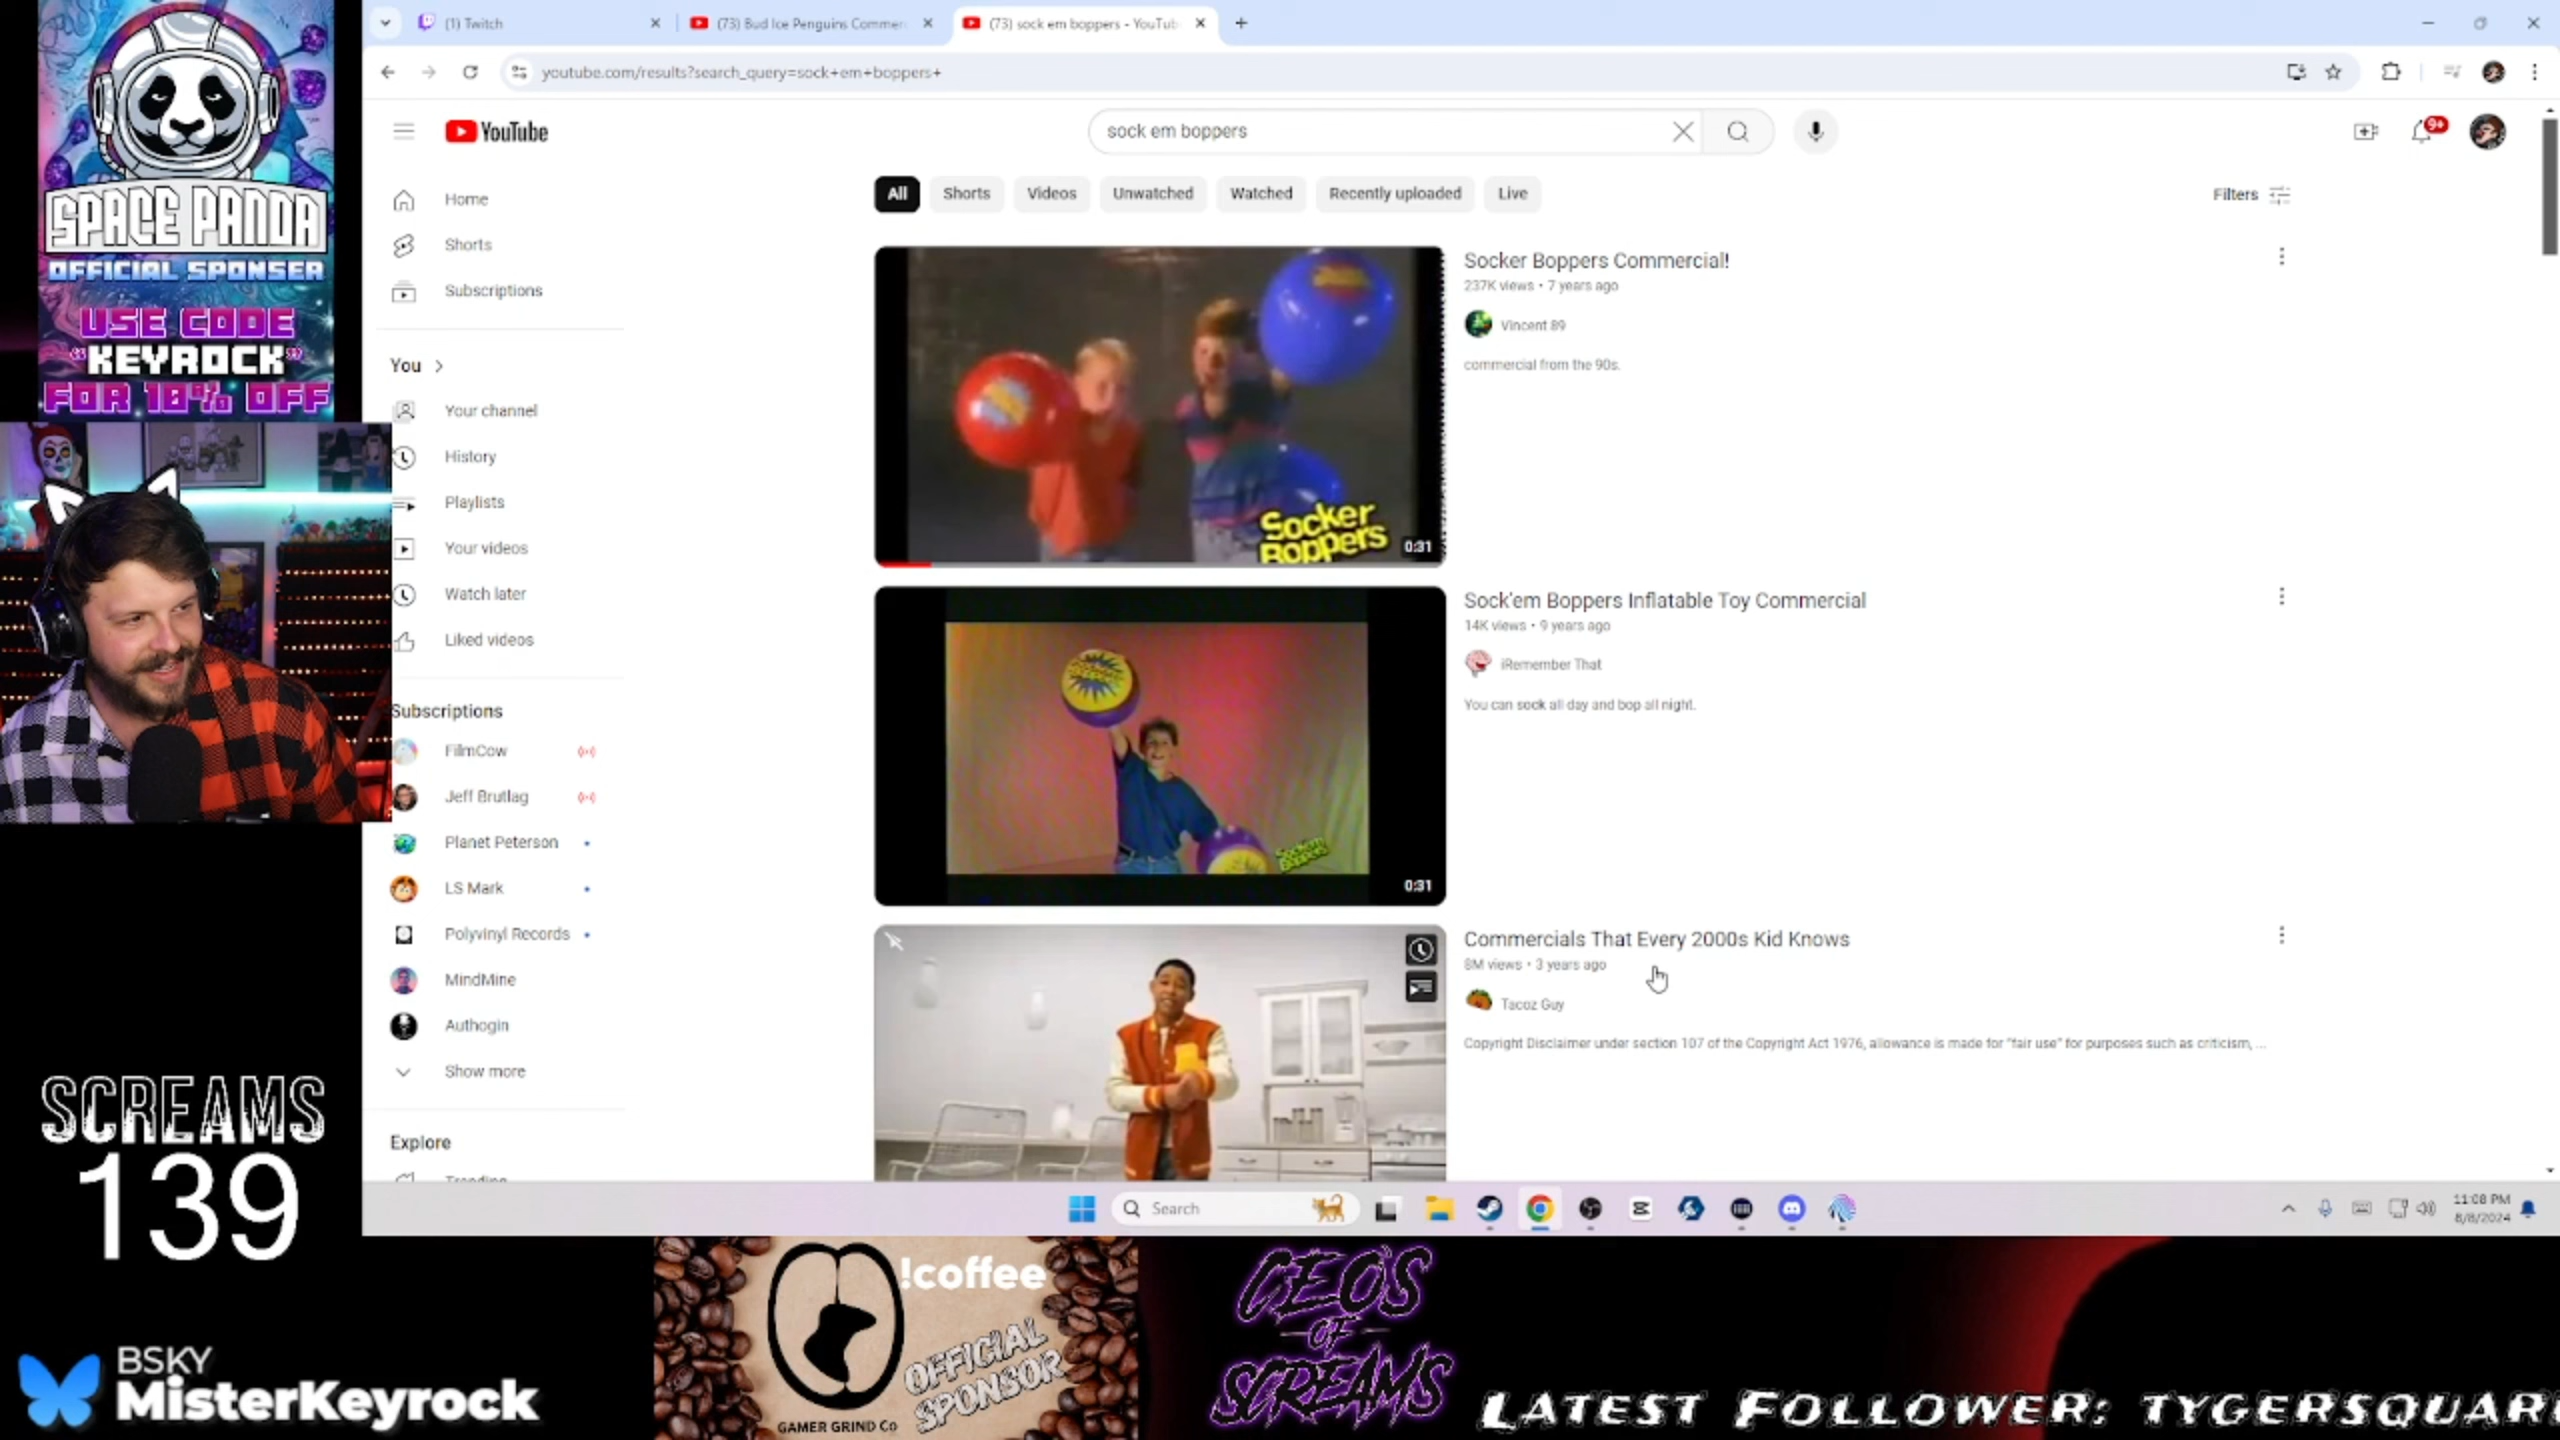 SPACE PANDA
OFFICIAL SPONSER
USE CODE
"KEYROCK"
FOR 10% OFF
(1) Twitch
(73) Bud Ice Penguins Commer
(73) sock em boppers - YouTub
youtube.com/results?search_query=sock+em+boppers+
YouTube
sock em boppers
9+
Home
Shorts
Subscriptions
You
Your channel
History
Playlists
Your videos
Watch later
Liked videos
Subscriptions
FilmCow
Jeff Brutlag
Planet Peterson
LS Mark
Polyvinyl Records
MindMine
Authogin
Show more
Explore
Trending
All Shorts Videos Unwatched Watched Recently uploaded Live
Filters
Socker
Boppers
0:31
Socker Boppers Commercial!
237K views • 7 years ago
Vincent 89
commercial from the 90s.
Sock'em
Boppers
0:31
Sock'em Boppers Inflatable Toy Commercial
14K views • 9 years ago
iRemember That
You can sock all day and bop all night.
Commercials That Every 2000s Kid Knows
8M views • 3 years ago
Tacoz Guy
Copyright Disclaimer under section 107 of the Copyright Act 1976, allowance is made for "fair use" for purposes such as criticism, ...
Search
11:08 PM
8/8/2024
SCREAMS
139
BSKY
MisterKeyrock
!coffee
OFFICIAL
SPONSOR
GAMER GRIND Co
CEO'S
OF
SCREAMS
LATEST FOLLOWER: TYGERSQUAR